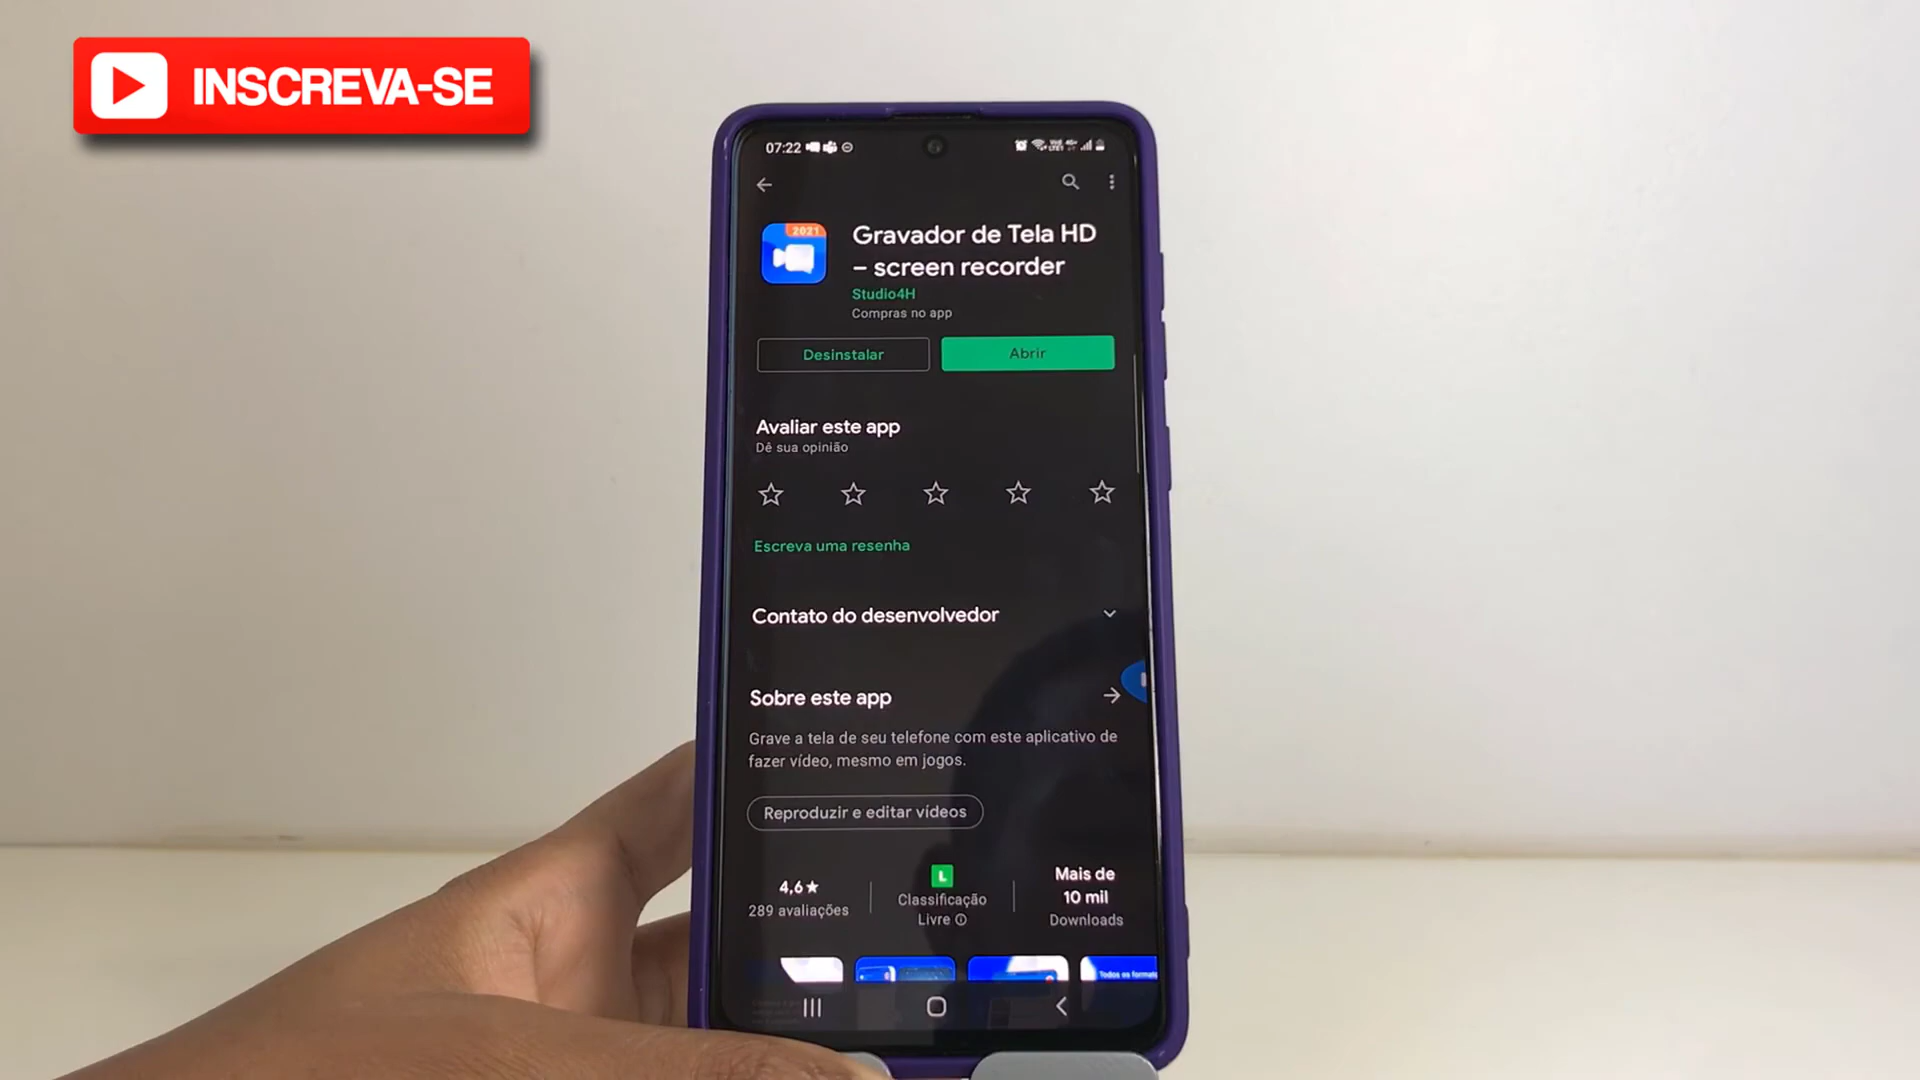 INSCREVA-SE
07:22
2021
Gravador de Tela HD
– screen recorder
Studio4H
Compras no app
Desinstalar
Abrir
Avaliar este app
Dê sua opinião
Escreva uma resenha
Contato do desenvolvedor
Sobre este app
Grave a tela de seu telefone com este aplicativo de
fazer vídeo, mesmo em jogos.
Reproduzir e editar vídeos
4,6★
289 avaliações
L
Classificação
Livre
Mais de
10 mil
Downloads
Todos os formato